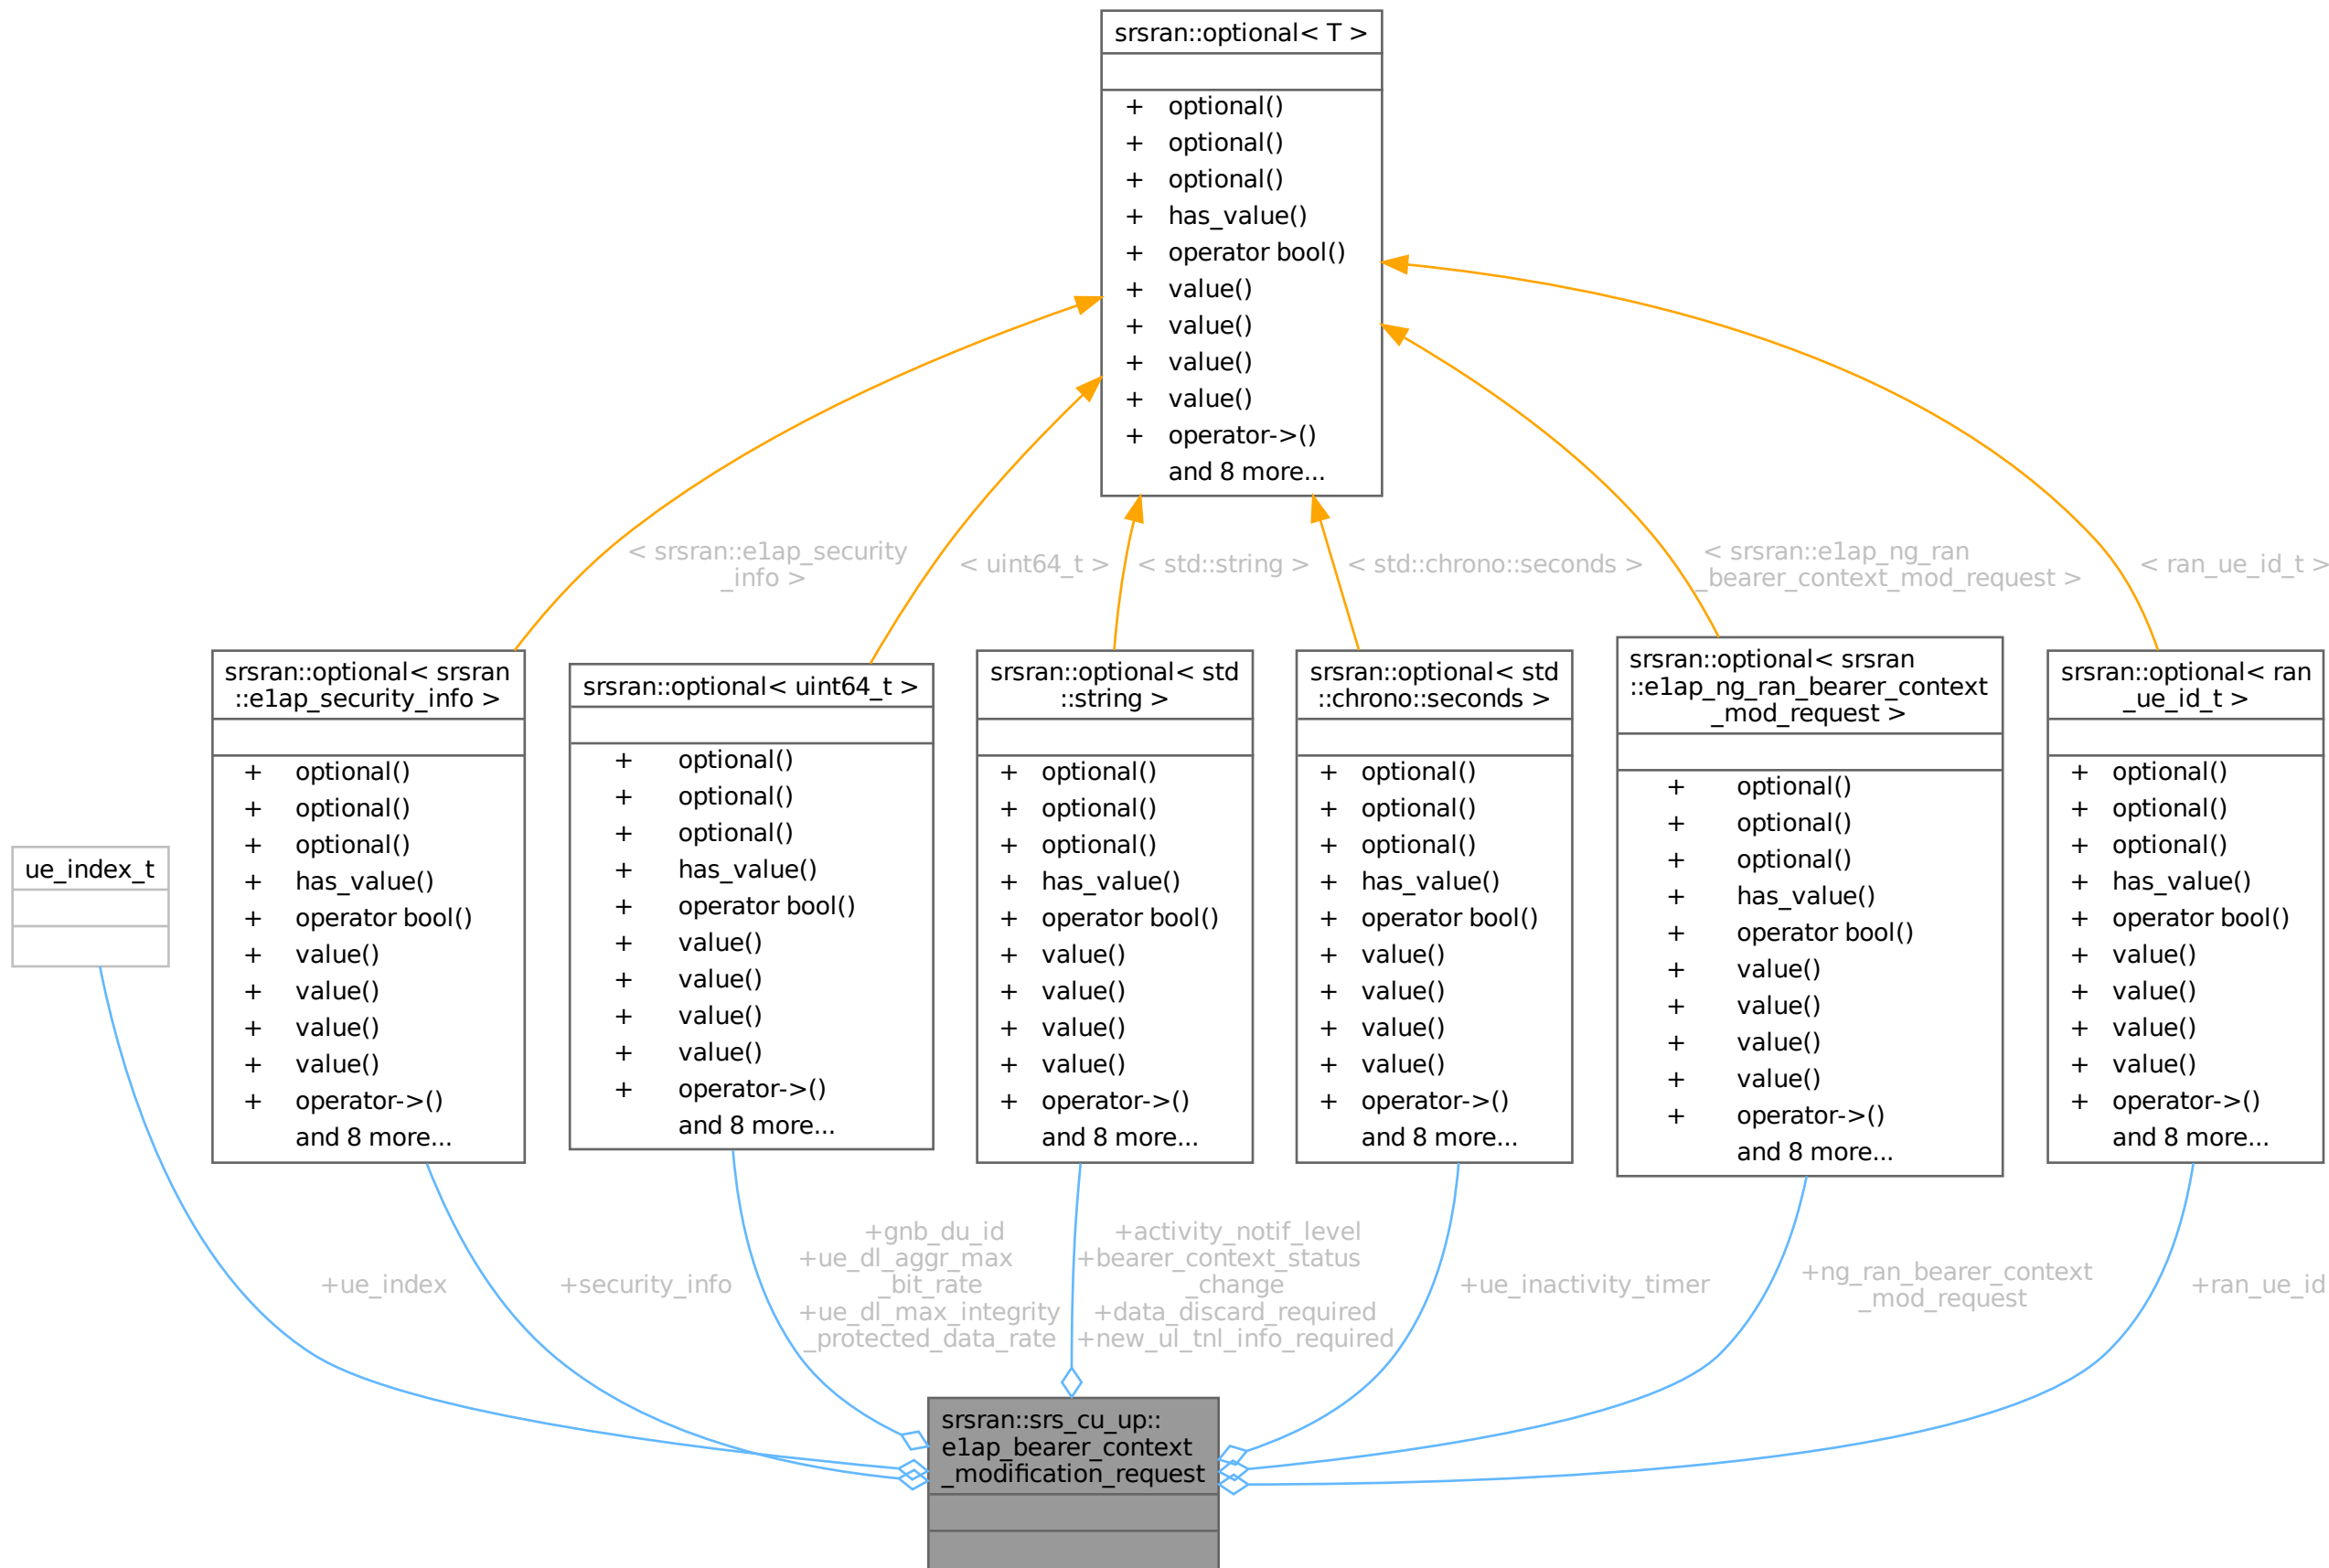 srsran::optional< T >
+ optional()
+ optional()
+ optional()
+ has_value()
+ operator bool()
+ value()
+ value()
+ value()
+ value()
+ operator->()
and 8 more...
< srsran::e1ap_security
_info >
< uint64_t >
< std::string >
< std::chrono::seconds >
< srsran::e1ap_ng_ran
_bearer_context_mod_request >
< ran_ue_id_t >
ue_index_t
srsran::optional< srsran
::e1ap_security_info >
+ optional()
+ optional()
+ optional()
+ has_value()
+ operator bool()
+ value()
+ value()
+ value()
+ value()
+ operator->()
and 8 more...
srsran::optional< uint64_t >
+ optional()
+ optional()
+ optional()
+ has_value()
+ operator bool()
+ value()
+ value()
+ value()
+ value()
+ operator->()
and 8 more...
srsran::optional< std
::string >
+ optional()
+ optional()
+ optional()
+ has_value()
+ operator bool()
+ value()
+ value()
+ value()
+ value()
+ operator->()
and 8 more...
srsran::optional< std
::chrono::seconds >
+ optional()
+ optional()
+ optional()
+ has_value()
+ operator bool()
+ value()
+ value()
+ value()
+ value()
+ operator->()
and 8 more...
srsran::optional< srsran
::e1ap_ng_ran_bearer_context
_mod_request >
+ optional()
+ optional()
+ optional()
+ has_value()
+ operator bool()
+ value()
+ value()
+ value()
+ value()
+ operator->()
and 8 more...
srsran::optional< ran
_ue_id_t >
+ optional()
+ optional()
+ optional()
+ has_value()
+ operator bool()
+ value()
+ value()
+ value()
+ value()
+ operator->()
and 8 more...
+ue_index
+security_info
+gnb_du_id
+ue_dl_aggr_max
_bit_rate
+ue_dl_max_integrity
_protected_data_rate
+activity_notif_level
+bearer_context_status
_change
+data_discard_required
+new_ul_tnl_info_required
+ue_inactivity_timer
+ng_ran_bearer_context
_mod_request
+ran_ue_id
srsran::srs_cu_up::
e1ap_bearer_context
_modification_request